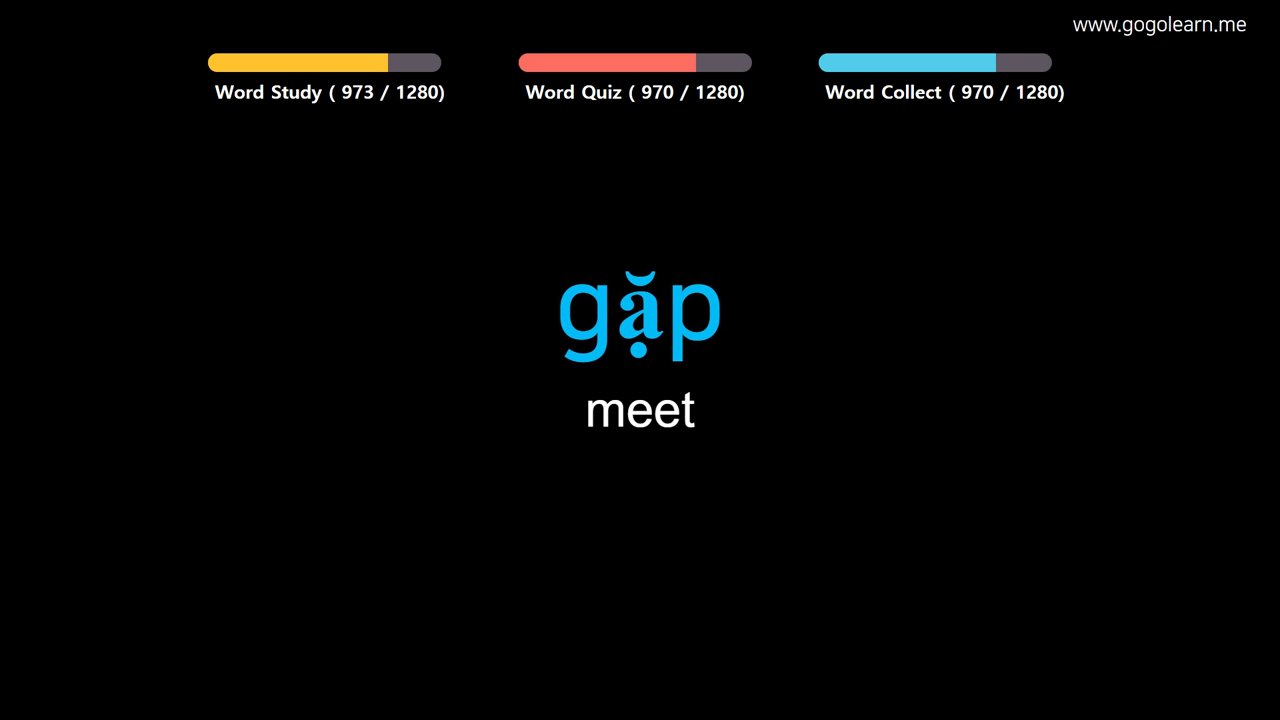 www.gogolearn.me
Word Study ( 973 / 1280)
Word Quiz ( 970 / 1280)
Word Collect ( 970 / 1280)
gặp
meet